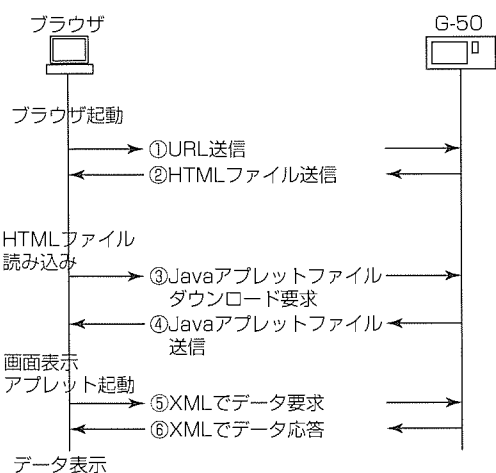 ブラウザ
G-50
ブラウザ起動
①URL送信
②HTMLファイル送信
HTMLファイル
読み込み
③Javaアプレットファイル
ダウンロード要求
④Javaアプレットファイル
送信
画面表示
アプレット起動
⑤XMLでデータ要求
⑥XMLでデータ応答
データ表示